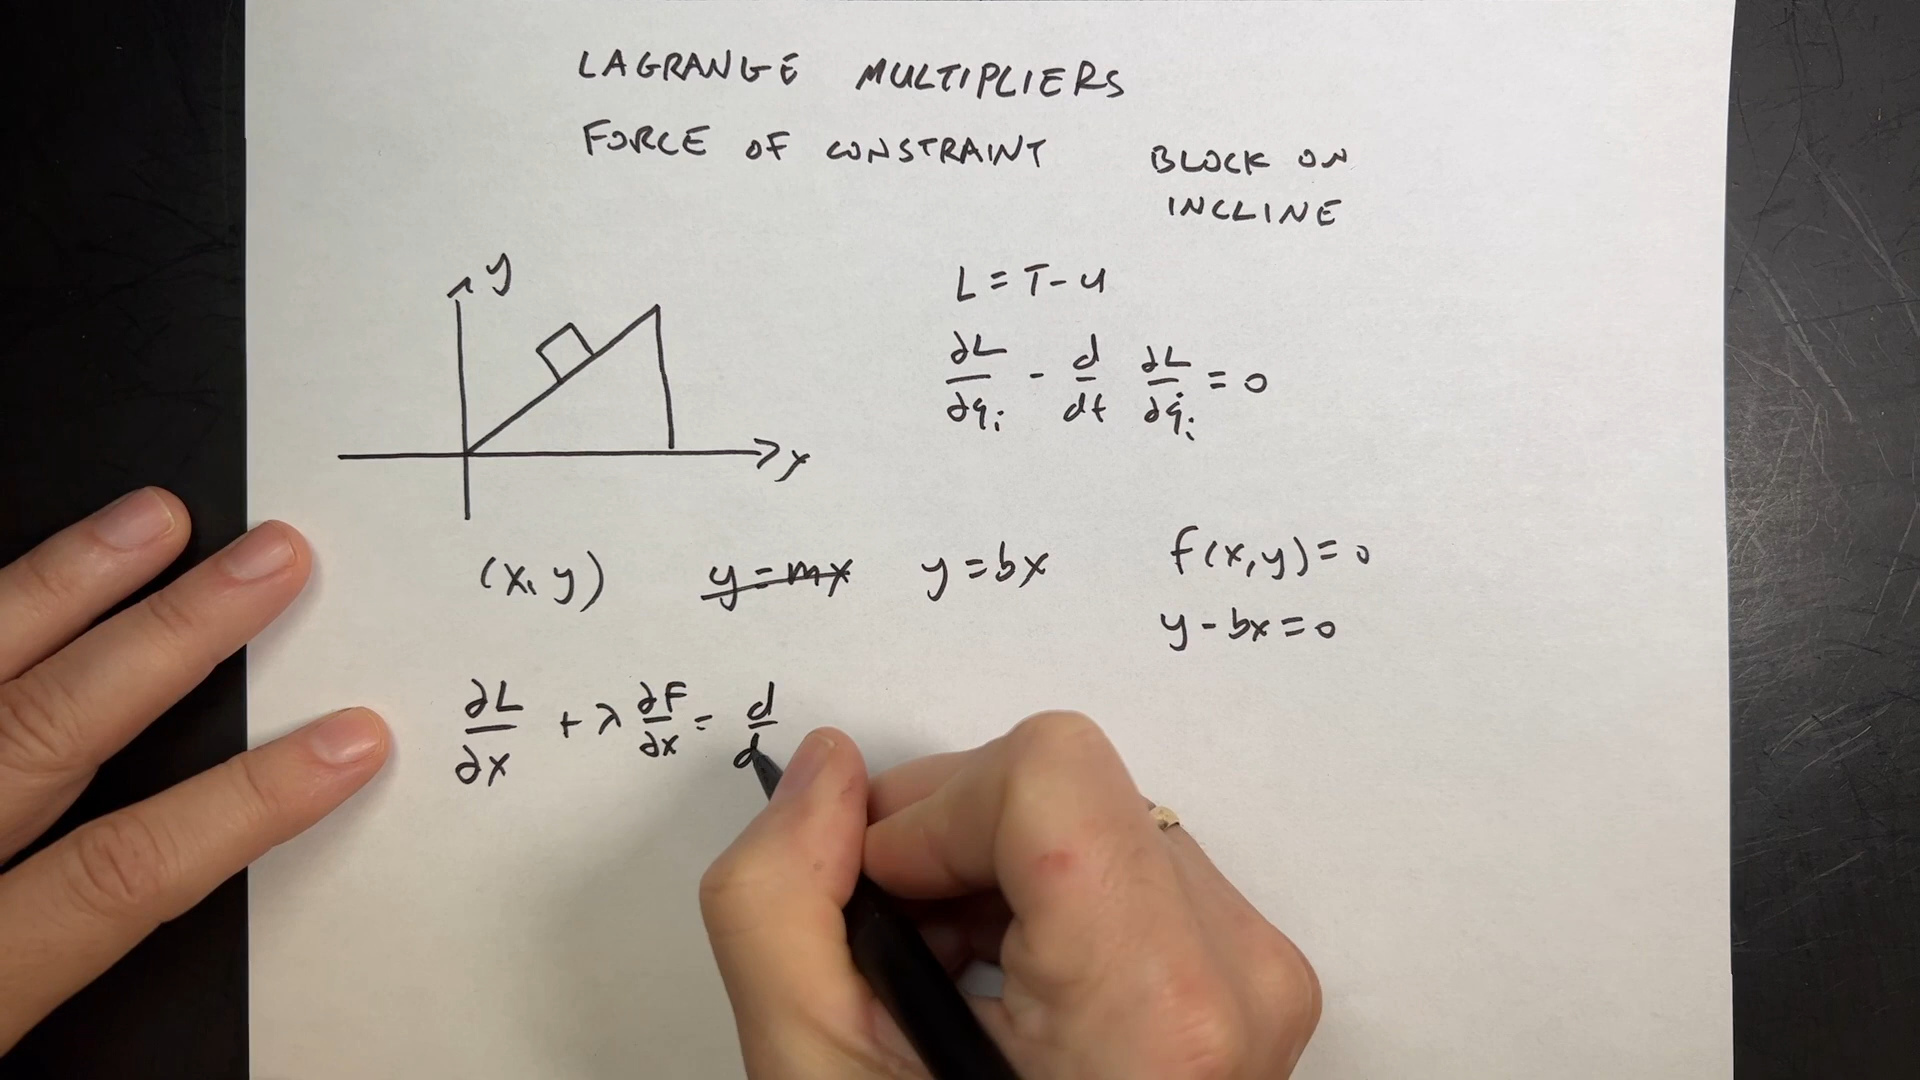 LAGRANGE MULTIPLIERS
FORCE OF CONSTRAINT
BLOCK ON
INCLINE
y
x
L = T - U
∂L/∂qᵢ - d/dt ∂L/∂q̇ᵢ = 0
(x, y) y = mx y = bx
f(x,y) = 0
y - bx = 0
∂L/∂x + λ ∂F/∂x = d/d